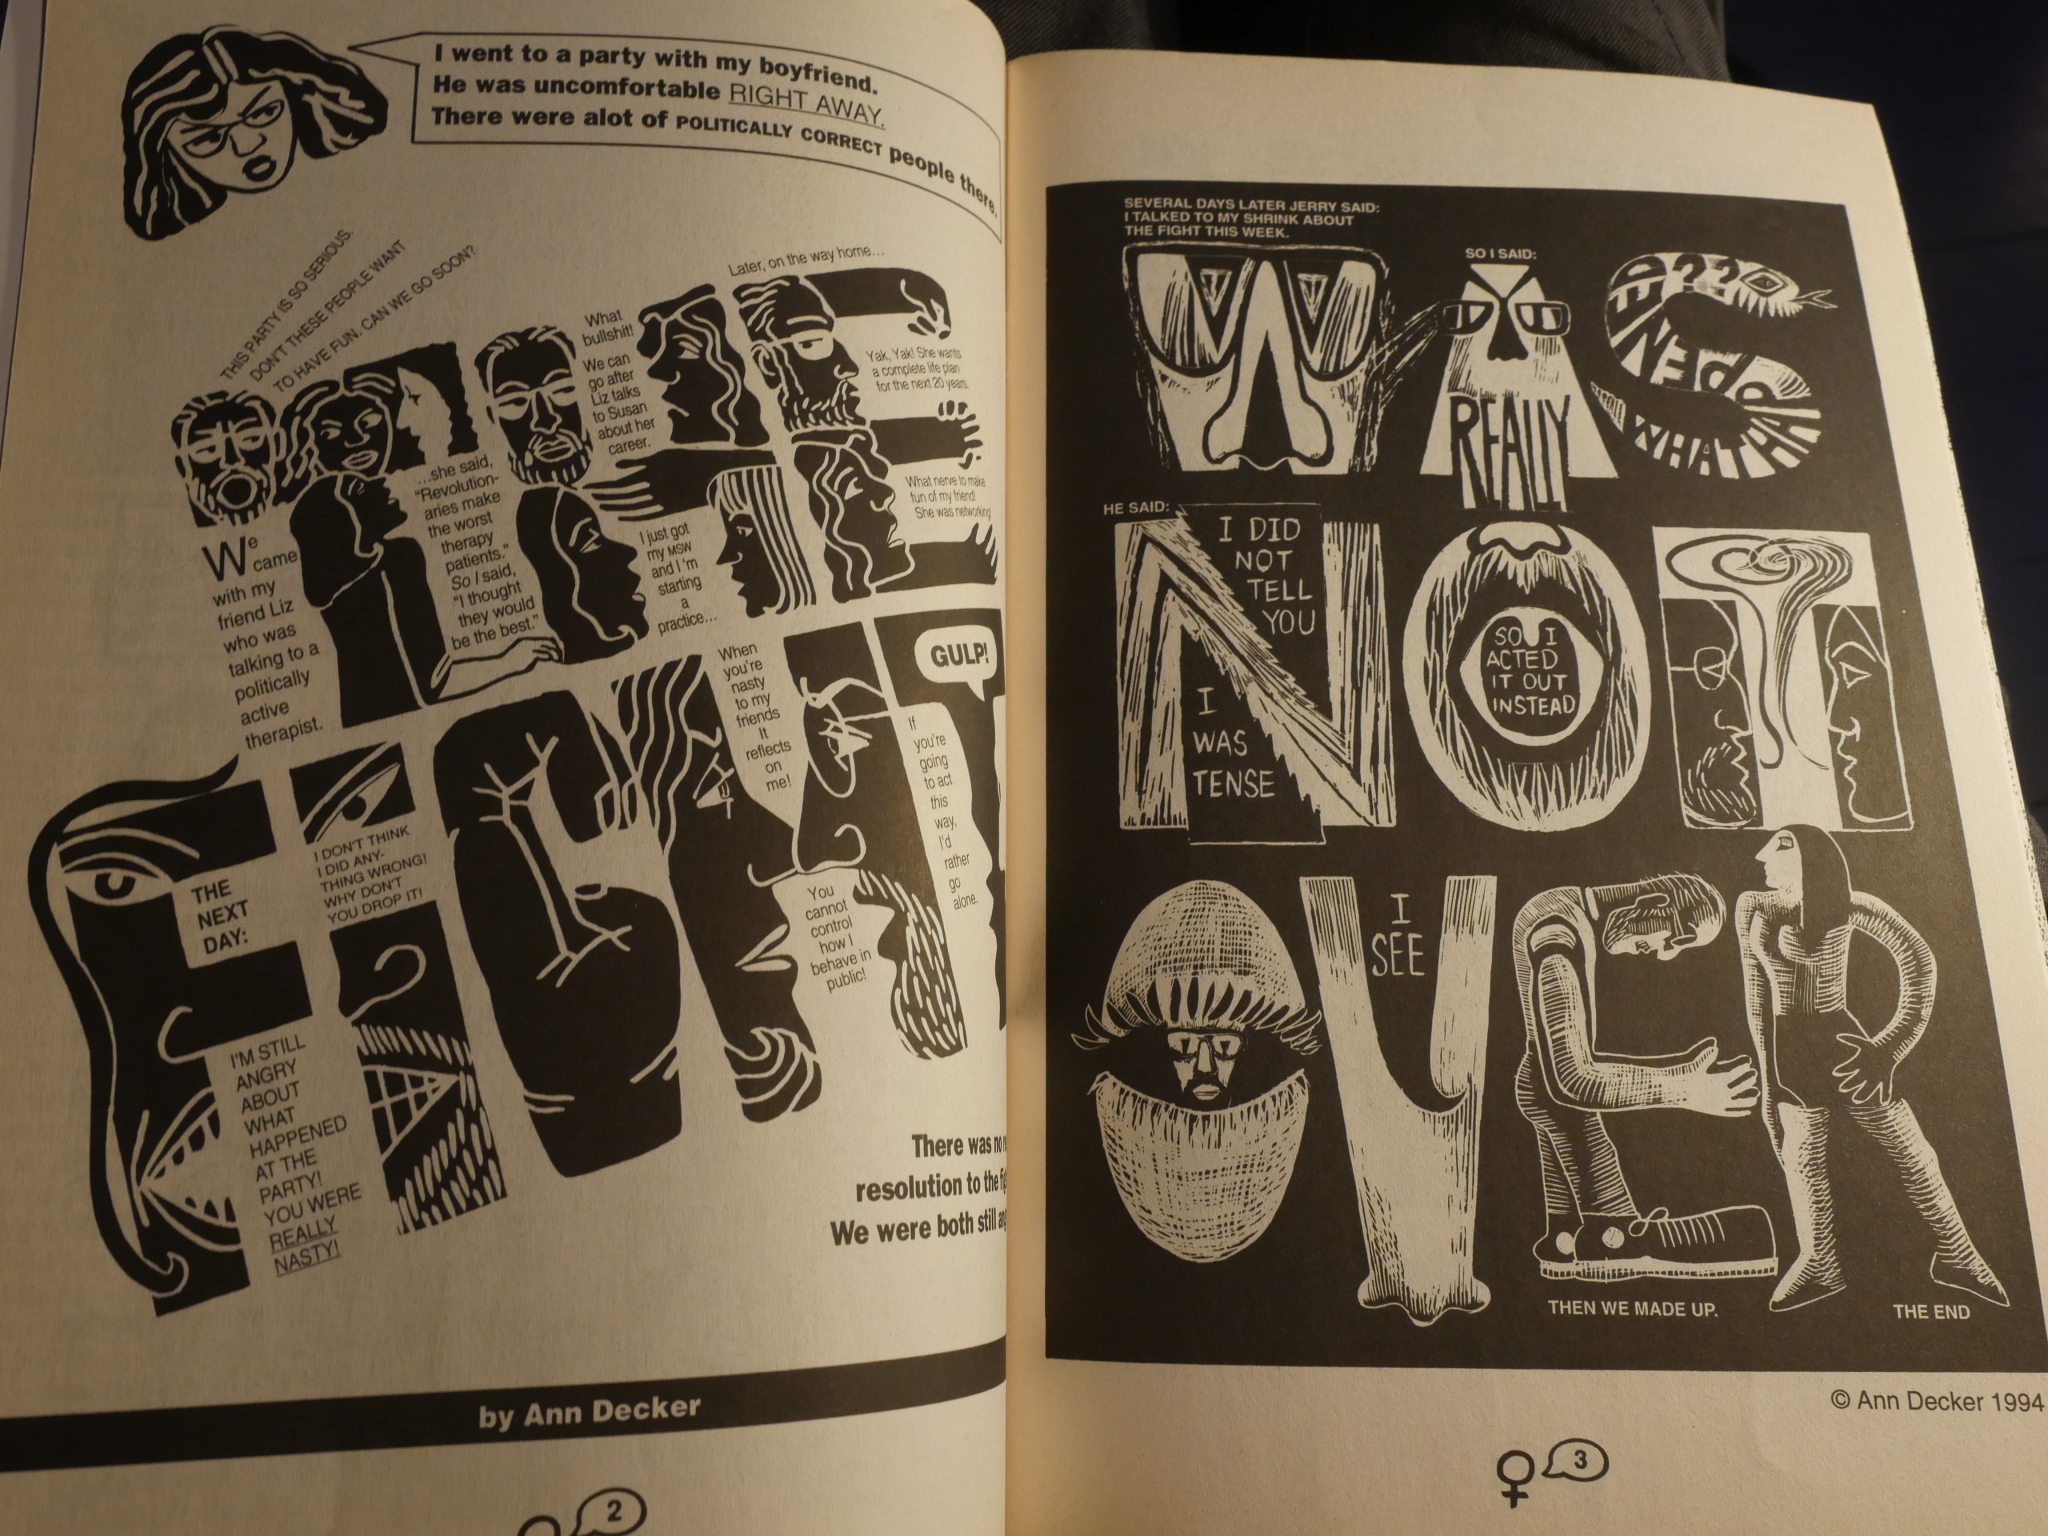 I went to a party with my boyfriend.
He was uncomfortable RIGHT AWAY.
There were alot of POLITICALLY CORRECT people there.
THE
THIS PARTY IS SO SERIOUS.
DON'T THESE PEOPLE WANT
TO HAVE FUN. CAN WE GO SOON?
We
came
with my
friend Liz
who was
talking to a
politically
active
therapist.
...she said,
"Revolution-
aries make
the worst
therapy
patients."
So I said,
"I thought
they would
be the best."
What
bullshit!
We can
go after
Liz talks
to Susan
about her
career.
I just got
my MSW
and I'm
starting
a
practice...
Later, on the way home...
Yak, Yak! She wants
a complete life plan
for the next 20 years.
What nerve to make
fun of my friend!
She was networking!
FIGHT
THE
NEXT
DAY:
I'M STILL
ANGRY
ABOUT
WHAT
HAPPENED
AT THE
PARTY!
YOU WERE
REALLY
NASTY!
I DON'T THINK
I DID ANY-
THING WRONG!
WHY DON'T
YOU DROP IT!
When
you're
nasty
to my
friends
It
reflects
on
me!
You
cannot
control
how I
behave in
public!
GULP!
If
you're
going
to act
this
way,
I'd
rather
go
alone.
There was no
resolution to the
We were both still
by Ann Decker
2
SEVERAL DAYS LATER JERRY SAID:
I TALKED TO MY SHRINK ABOUT
THE FIGHT THIS WEEK.
WAS
SO I SAID:
REALLY
WHAT HAPPENED???
HE SAID:
NOT
I DID
NOT
TELL
YOU
I
WAS
TENSE
SO I
ACTED
IT OUT
INSTEAD
OVER
I
SEE
THEN WE MADE UP.
THE END
© Ann Decker 1994
3